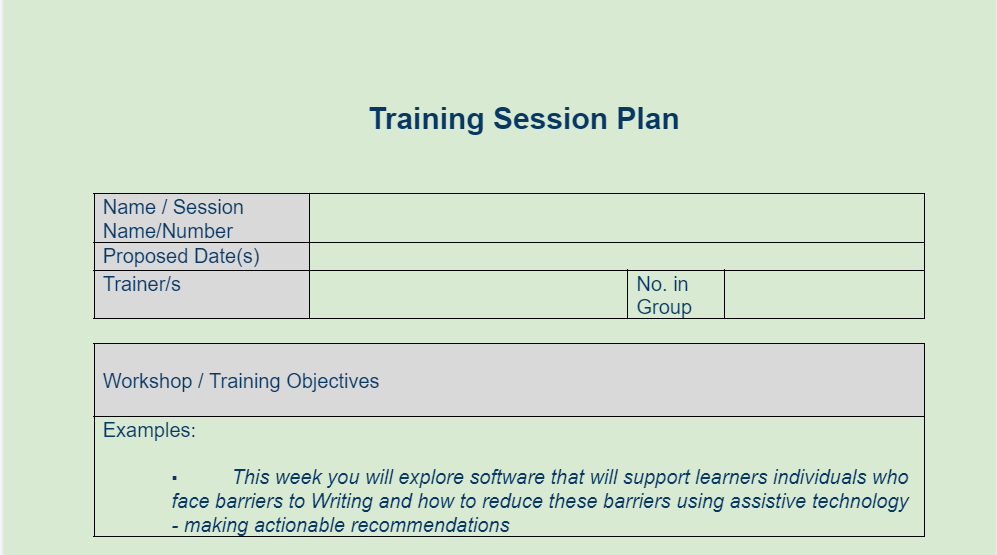 Training Session Plan
Name / Session
Name/Number
Proposed Date(s)
Trainer/s
No. in
Group
Workshop / Training Objectives
Examples:
▪ This week you will explore software that will support learners individuals who
face barriers to Writing and how to reduce these barriers using assistive technology
- making actionable recommendations